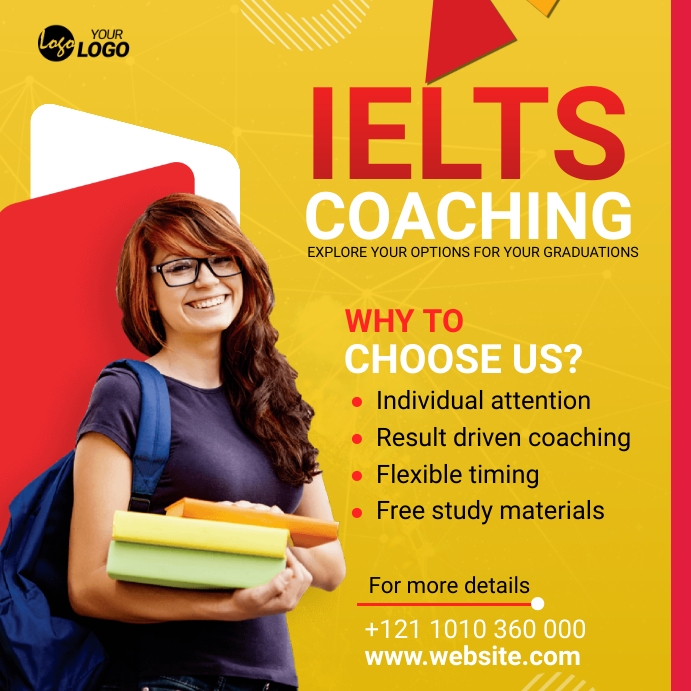 Logo
YOUR
LOGO
IELTS
COACHING
EXPLORE YOUR OPTIONS FOR YOUR GRADUATIONS
WHY TO
CHOOSE US?
Individual attention
Result driven coaching
Flexible timing
Free study materials
For more details
+121 1010 360 000
www.website.com